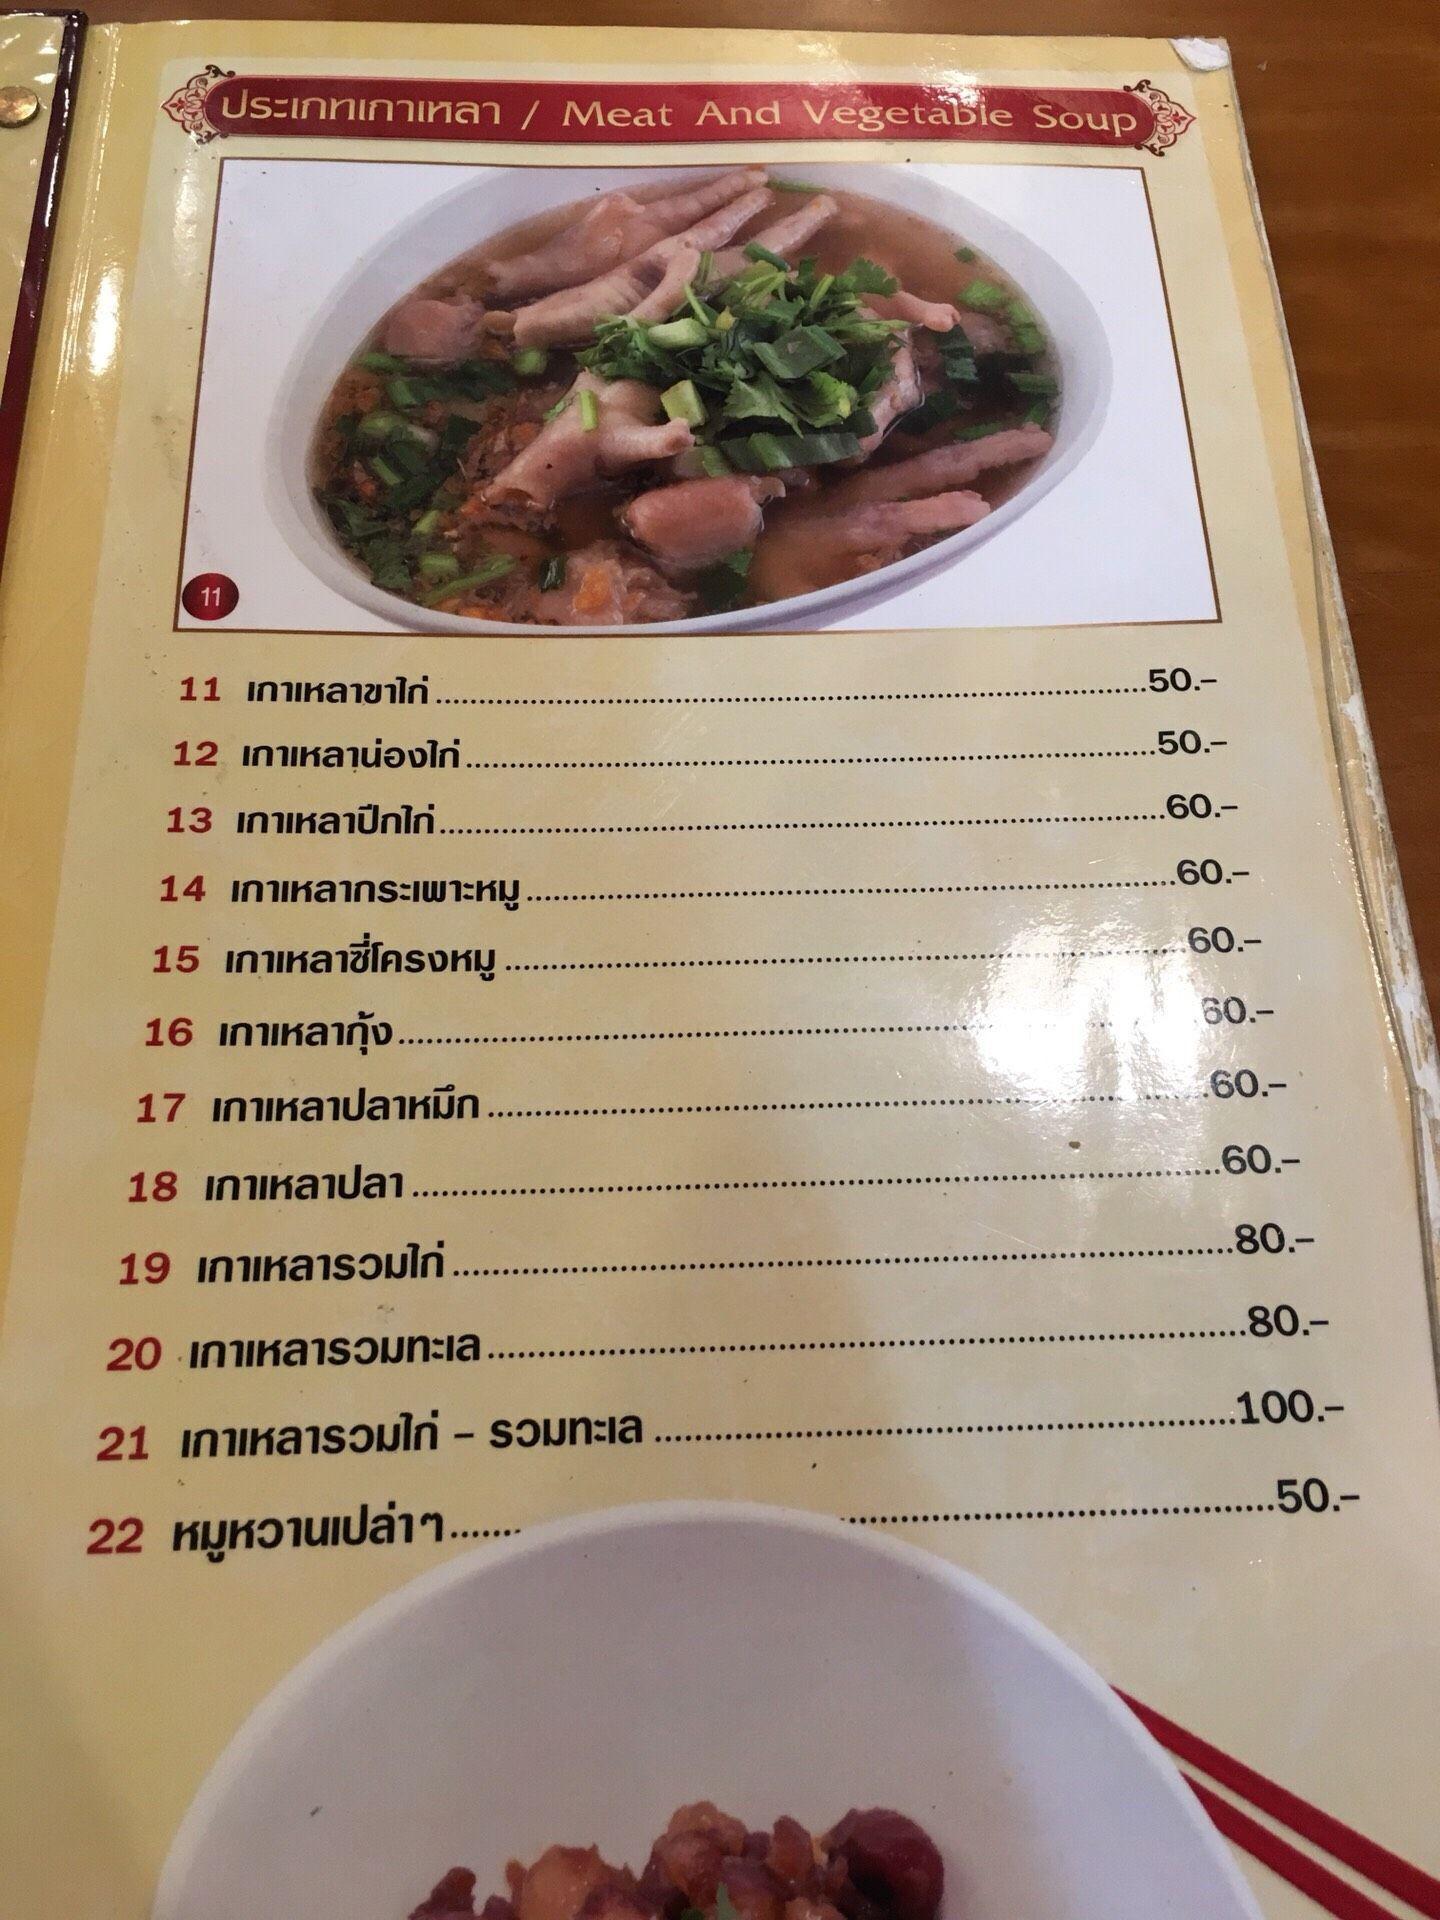 ประเภทเกาเหลา / Meat And Vegetable Soup
11
11 เกาเหลาขาไก่ 50.-
12 เกาเหลาน่องไก่ 50.-
13 เกาเหลาปีกไก่ 60.-
14 เกาเหลากระเพาะหมู 60.-
15 เกาเหลาซี่โครงหมู 60.-
16 เกาเหลากุ้ง 60.-
17 เกาเหลาปลาหมึก 60.-
18 เกาเหลาปลา 60.-
19 เกาเหลารวมไก่ 80.-
20 เกาเหลารวมทะเล 80.-
21 เกาเหลารวมไก่ – รวมทะเล 100.-
22 หมูหวานเปล่าๆ 50.-